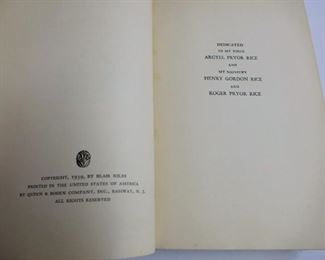 COPYRIGHT, 1939, BY BLAIR NILES
PRINTED IN THE UNITED STATES OF AMERICA
BY QUINN & BODEN COMPANY, INC., RAHWAY, N. J.
ALL RIGHTS RESERVED
DEDICATED
TO MY NIECE
ARGYLL PRYOR RICE
AND
MY NEPHEWS
HENRY GORDON RICE
AND
ROGER PRYOR RICE